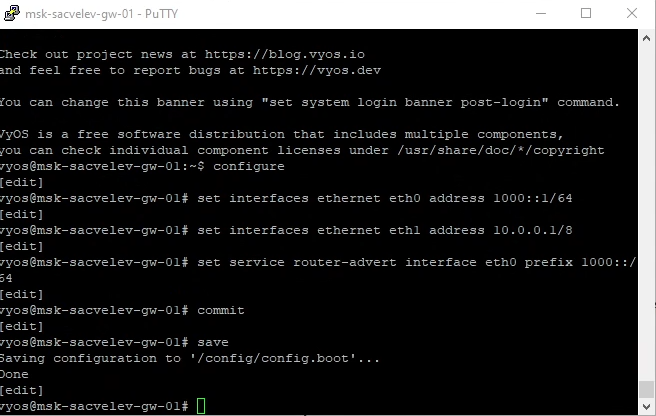 msk-sacvelev-gw-01 - PuTTY
Check out project news at https://blog.vyos.io
and feel free to report bugs at https://vyos.dev
You can change this banner using "set system login banner post-login" command.
VyOS is a free software distribution that includes multiple components,
you can check individual component licenses under /usr/share/doc/*/copyright
vyos@msk-sacvelev-gw-01:~$ configure
[edit]
vyos@msk-sacvelev-gw-01# set interfaces ethernet eth0 address 1000::1/64
[edit]
vyos@msk-sacvelev-gw-01# set interfaces ethernet eth1 address 10.0.0.1/8
[edit]
vyos@msk-sacvelev-gw-01# set service router-advert interface eth0 prefix 1000::/
64
[edit]
vyos@msk-sacvelev-gw-01# commit
[edit]
vyos@msk-sacvelev-gw-01# save
Saving configuration to '/config/config.boot'...
Done
[edit]
vyos@msk-sacvelev-gw-01#